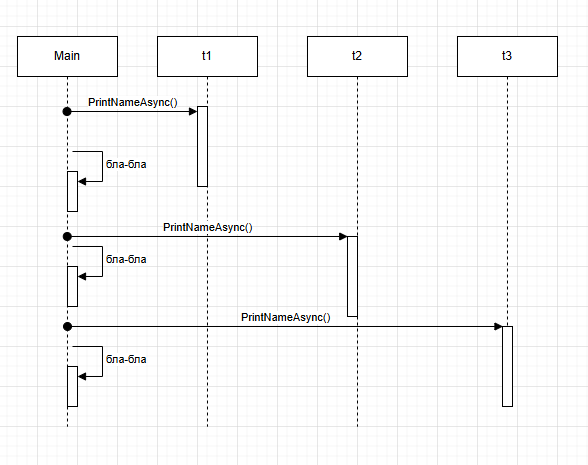 Main
t1
t2
t3
PrintNameAsync()
бла-бла
PrintNameAsync()
бла-бла
PrintNameAsync()
бла-бла